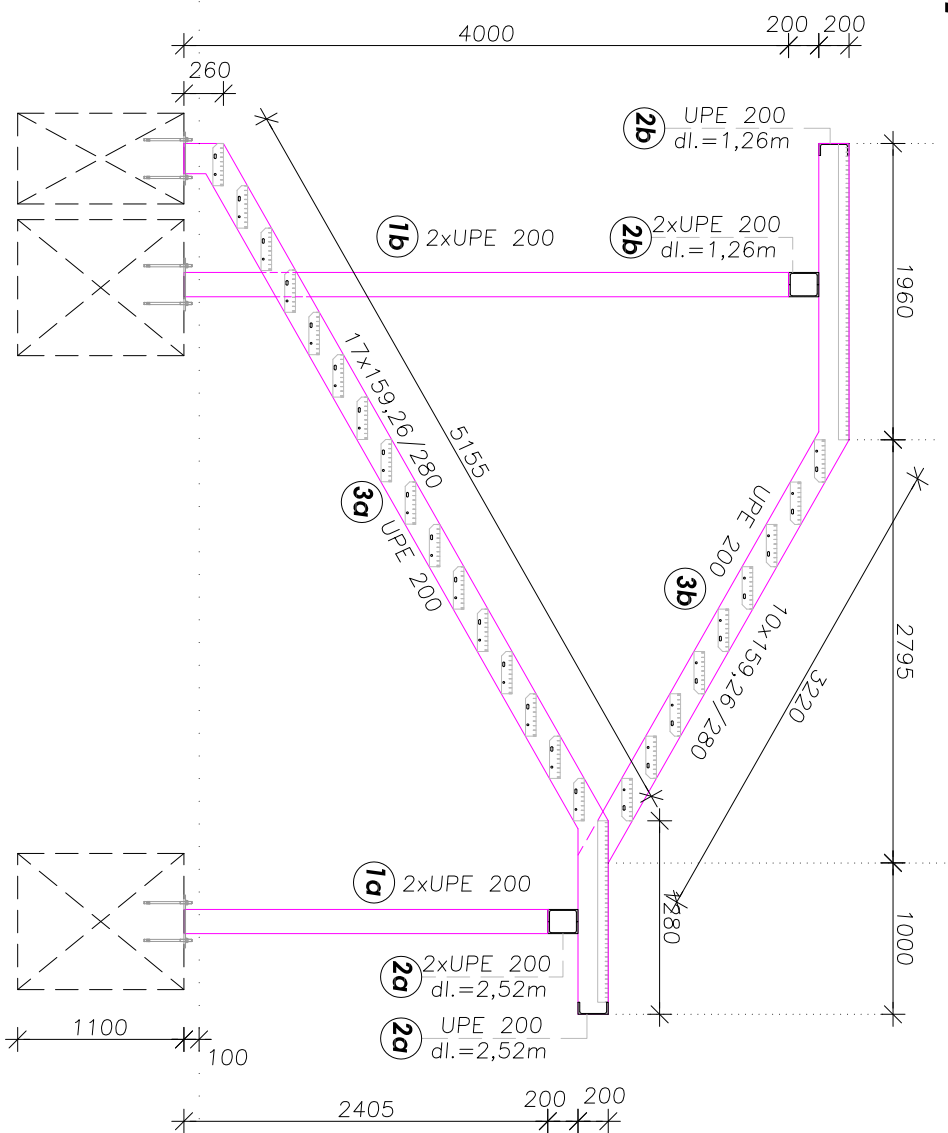 4000
200 200
260
2b UPE 200
dl.=1,26m
2b 2xUPE 200
dl.=1,26m
1b 2xUPE 200
1960
17x159,26/280
5155
3a UPE 200
UPE 200
3b
10x159,26/280
3220
2795
1a 2xUPE 200
1280
1000
2a 2xUPE 200
dl.=2,52m
2a UPE 200
dl.=2,52m
1100
100
2405
200 200